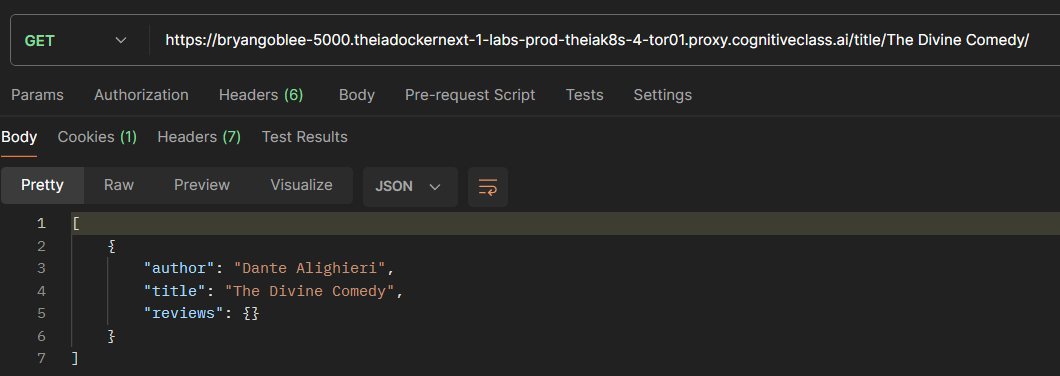 GET https://bryangoblee-5000.theiadockernext-1-labs-prod-theiak8s-4-tor01.proxy.cognitiveclass.ai/title/The Divine Comedy/
Params Authorization Headers (6) Body Pre-request Script Tests Settings
Body Cookies (1) Headers (7) Test Results
Pretty Raw Preview Visualize JSON
1 [
2 {
3 "author": "Dante Alighieri",
4 "title": "The Divine Comedy",
5 "reviews": {}
6 }
7 ]